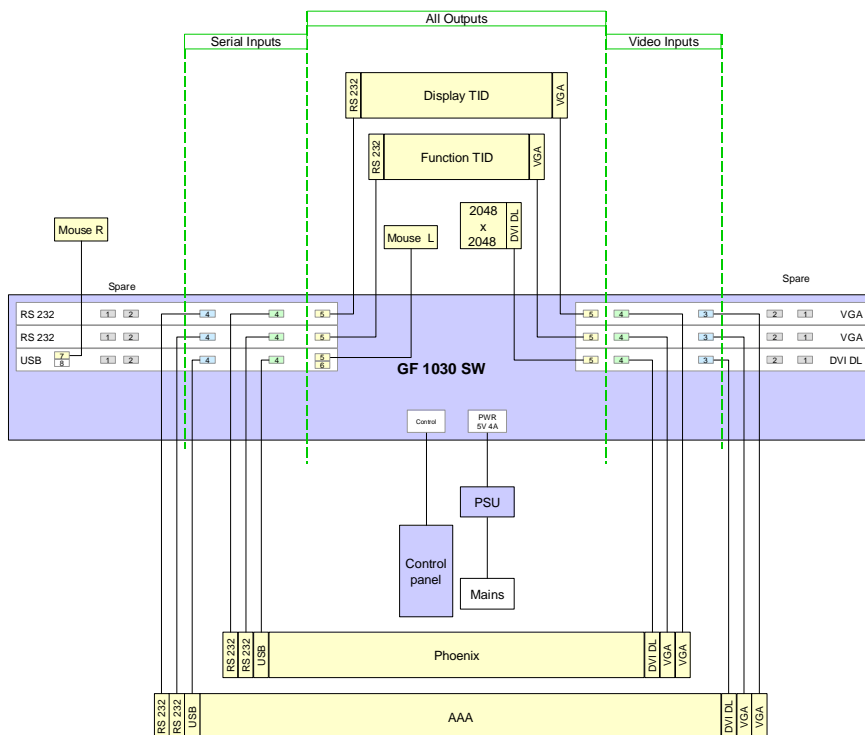 All Outputs
Serial Inputs
Video Inputs
RS 232
Display TID
VGA
RS 232
Function TID
VGA
2048
x
2048
DVI DL
Mouse R
Mouse L
Spare
Spare
RS 232 1 2 4 4 5
5 4 3 2 1 VGA
RS 232 1 2 4 4 5
5 4 3 2 1 VGA
USB 7 8 1 2 4 4 5 6
5 4 3 2 1 DVI DL
GF 1030 SW
Control
PWR
5V 4A
PSU
Control
panel
Mains
RS 232
RS 232
USB
Phoenix
DVI DL
VGA
VGA
RS 232
RS 232
USB
AAA
DVI DL
VGA
VGA